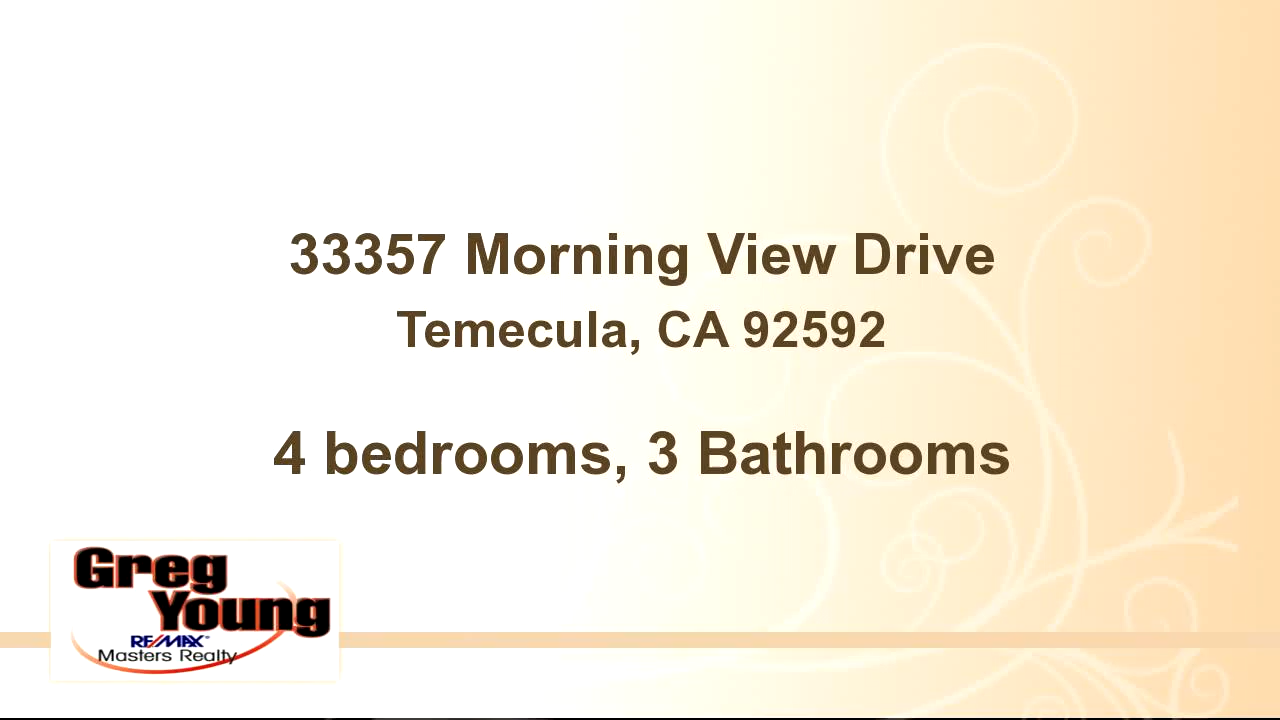 33357 Morning View Drive
Temecula, CA 92592
4 bedrooms, 3 Bathrooms
Greg
Young
RE/MAX
Masters Realty